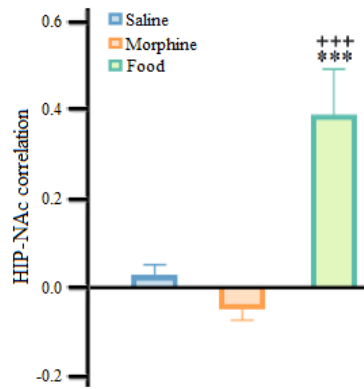 0.6
Saline
Morphine
Food
+++
***
0.4
0.2
0.0
-0.2
HIP-NAc correlation